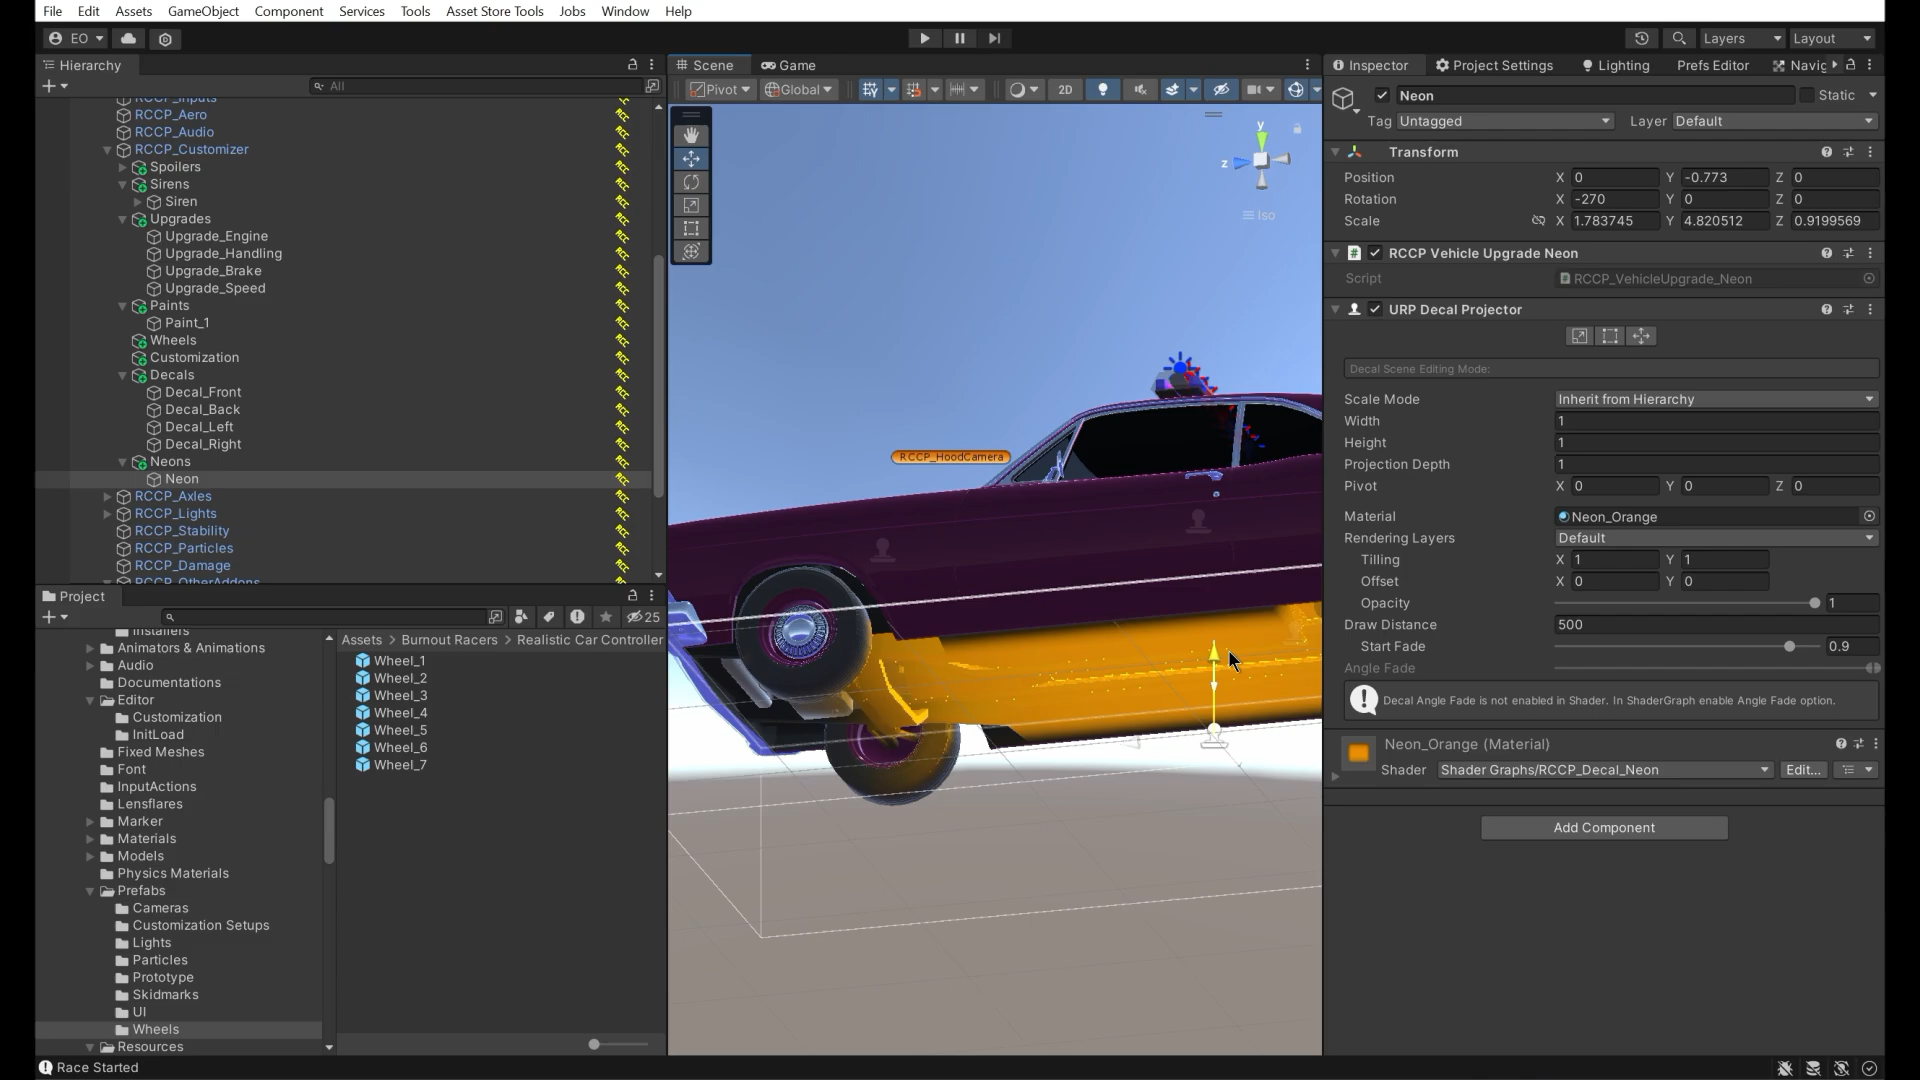 File Edit Assets GameObject Component Services Tools Asset Store Tools Jobs Window Help
EO Layers Layout
Hierarchy
All
RCCP_Inputs
RCCP_Aero
RCCP_Audio
RCCP_Customizer
Spoilers
Sirens
Siren
Upgrades
Upgrade_Engine
Upgrade_Handling
Upgrade_Brake
Upgrade_Speed
Paints
Paint_1
Wheels
Customization
Decals
Decal_Front
Decal_Back
Decal_Left
Decal_Right
Neons
Neon
RCCP_Axles
RCCP_Lights
RCCP_Stability
RCCP_Particles
RCCP_Damage
RCCP_OtherAddons
Project
25
Installers
Animators & Animations
Audio
Documentations
Editor
Customization
InitLoad
Fixed Meshes
Font
InputActions
Lensflares
Marker
Materials
Models
Physics Materials
Prefabs
Cameras
Customization Setups
Lights
Particles
Prototype
Skidmarks
UI
Wheels
Resources
Assets > Burnout Racers > Realistic Car Controller
Wheel_1
Wheel_2
Wheel_3
Wheel_4
Wheel_5
Wheel_6
Wheel_7
Race Started
Scene Game
Pivot Global 2D
y
z
Iso
RCCP_HoodCamera
Inspector Project Settings Lighting Prefs Editor Navig
Neon Static
Tag Untagged Layer Default
Transform
Position X 0 Y -0.773 Z 0
Rotation X -270 Y 0 Z 0
Scale X 1.783745 Y 4.820512 Z 0.9199569
RCCP Vehicle Upgrade Neon
Script RCCP_VehicleUpgrade_Neon
URP Decal Projector
Decal Scene Editing Mode:
Scale Mode Inherit from Hierarchy
Width 1
Height 1
Projection Depth 1
Pivot X 0 Y 0 Z 0
Material Neon_Orange
Rendering Layers Default
Tilling X 1 Y 1
Offset X 0 Y 0
Opacity 1
Draw Distance 500
Start Fade 0.9
Angle Fade
Decal Angle Fade is not enabled in Shader. In ShaderGraph enable Angle Fade option.
Neon_Orange (Material)
Shader Shader Graphs/RCCP_Decal_Neon Edit...
Add Component